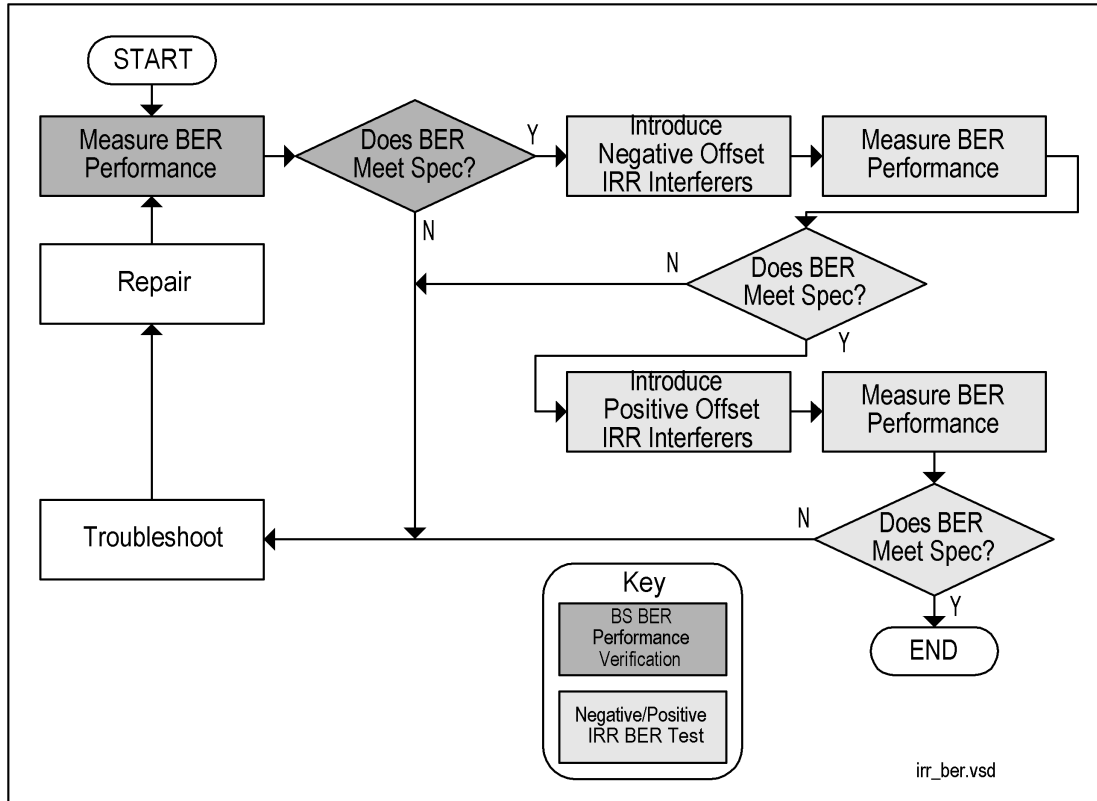 START
Measure BER
Performance
Does BER
Meet Spec?
Y
N
Introduce
Negative Offset
IRR Interferers
Measure BER
Performance
Does BER
Meet Spec?
N
Y
Introduce
Positive Offset
IRR Interferers
Measure BER
Performance
Does BER
Meet Spec?
N
Y
END
Repair
Troubleshoot
Key
BS BER
Performance
Verification
Negative/Positive
IRR BER Test
irr_ber.vsd